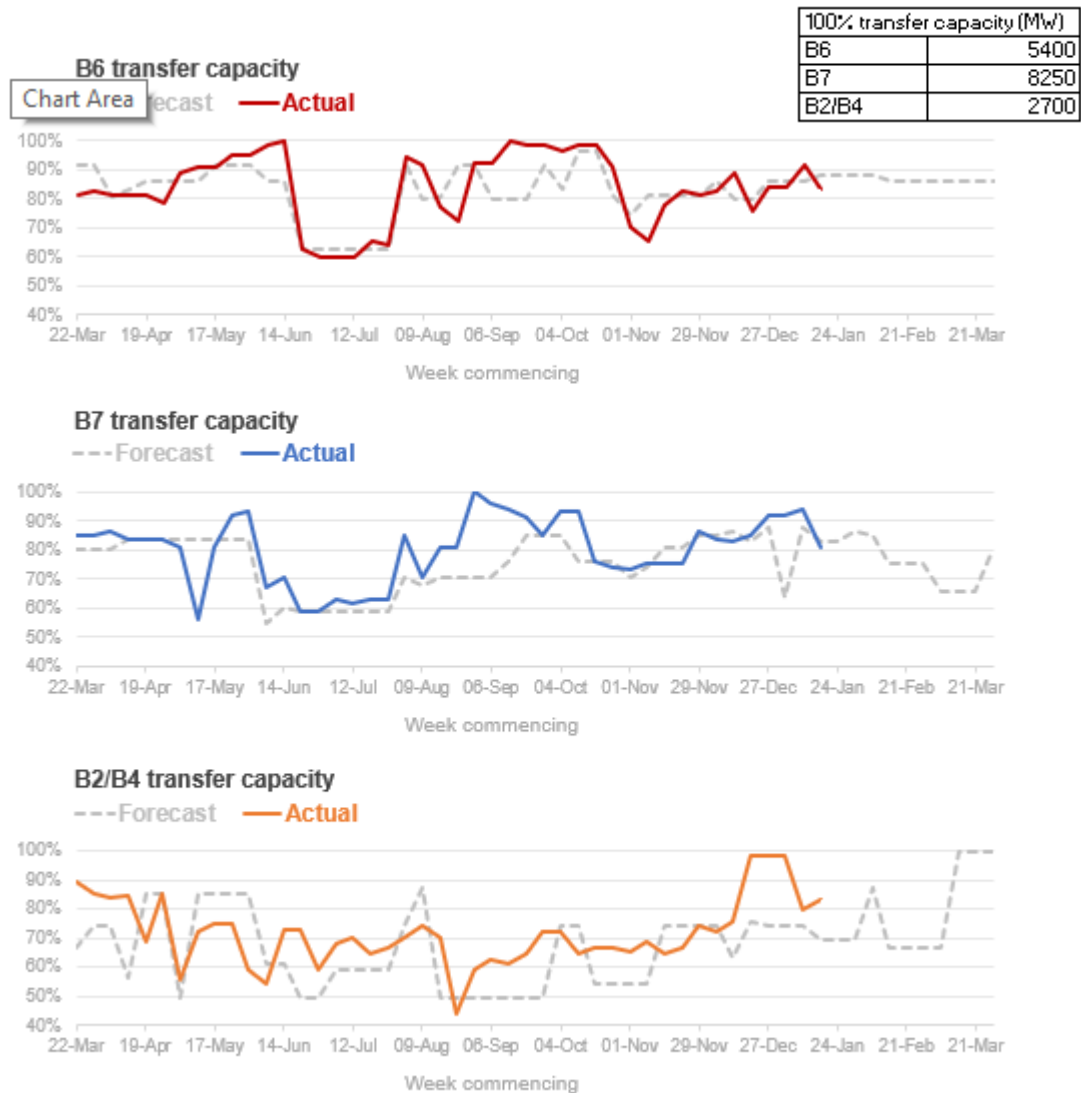 100% transfer capacity (MW)
B6 5400
B7 8250
B2/B4 2700
B6 transfer capacity
Chart Area
ecast Actual
100%
90%
80%
70%
60%
50%
40%
22-Mar 19-Apr 17-May 14-Jun 12-Jul 09-Aug 06-Sep 04-Oct 01-Nov 29-Nov 27-Dec 24-Jan 21-Feb 21-Mar
Week commencing
B7 transfer capacity
Forecast Actual
100%
90%
80%
70%
60%
50%
40%
22-Mar 19-Apr 17-May 14-Jun 12-Jul 09-Aug 06-Sep 04-Oct 01-Nov 29-Nov 27-Dec 24-Jan 21-Feb 21-Mar
Week commencing
B2/B4 transfer capacity
Forecast Actual
100%
90%
80%
70%
60%
50%
40%
22-Mar 19-Apr 17-May 14-Jun 12-Jul 09-Aug 06-Sep 04-Oct 01-Nov 29-Nov 27-Dec 24-Jan 21-Feb 21-Mar
Week commencing